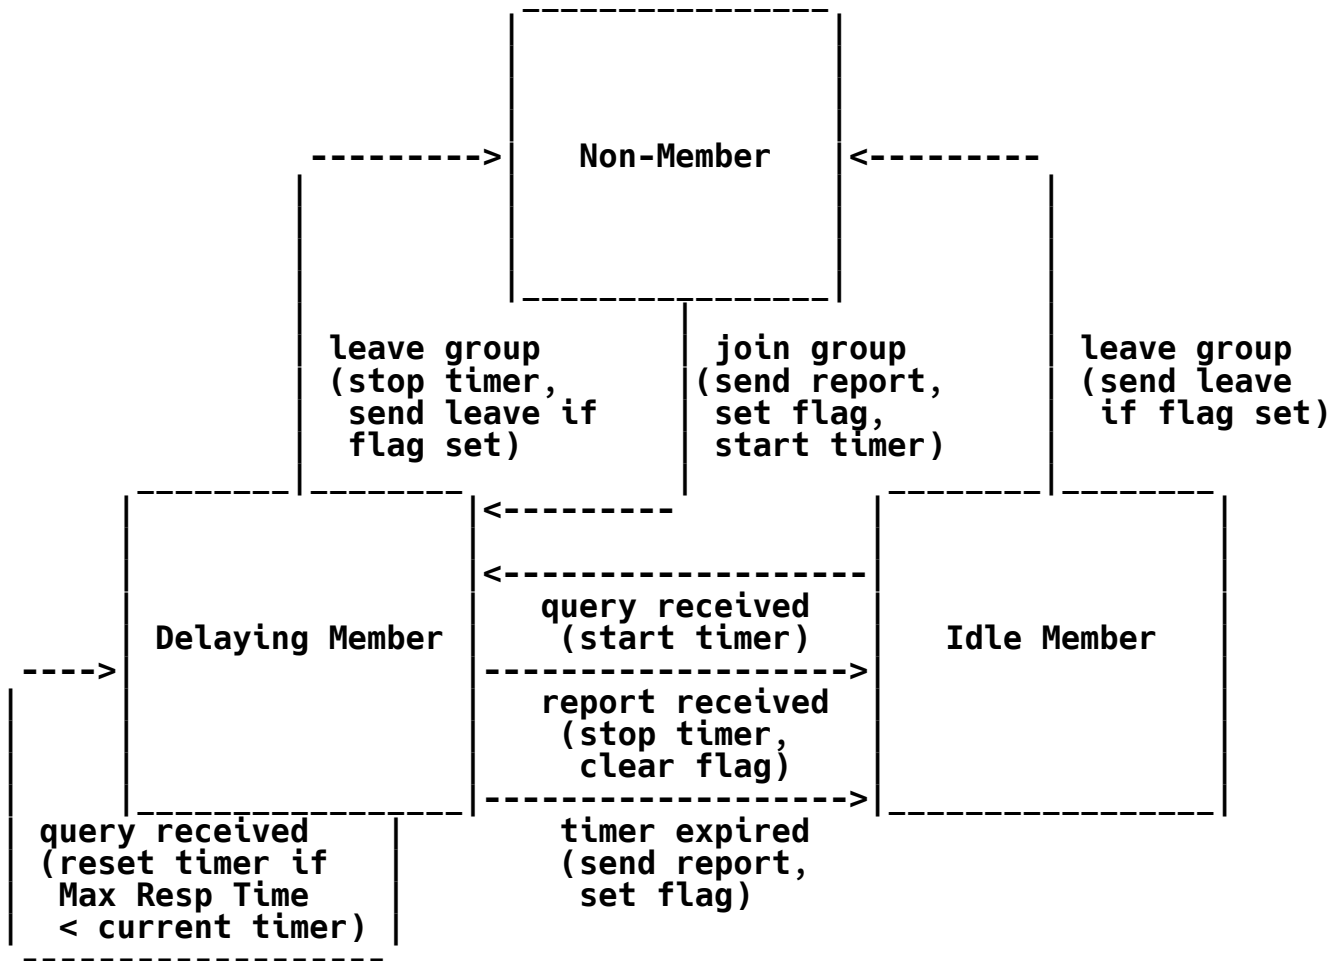 Non-Member
leave group
(stop timer,
send leave if
flag set)
join group
(send report,
set flag,
start timer)
leave group
(send leave
if flag set)
query received
(start timer)
Delaying Member
Idle Member
report received
(stop timer,
clear flag)
query received
(reset timer if
Max Resp Time
< current timer)
timer expired
(send report,
set flag)